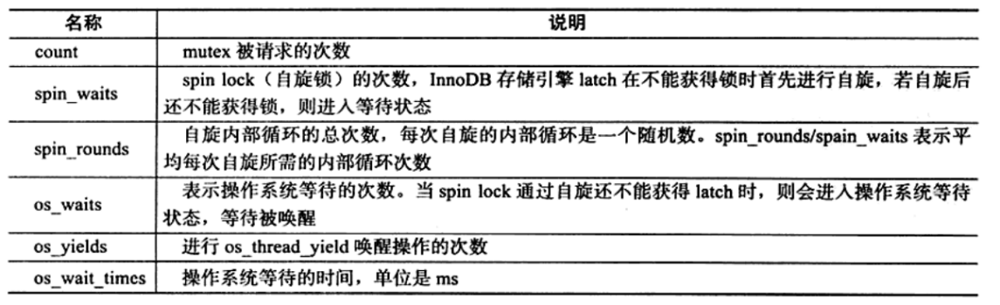 名称 说明
count mutex 被请求的次数
spin_waits spin lock（自旋锁）的次数，InnoDB 存储引擎 latch 在不能获得锁时首先进行自旋，若自旋后
还不能获得锁，则进入等待状态
spin_rounds 自旋内部循环的总次数，每次自旋的内部循环是一个随机数。spin_rounds/spain_waits 表示平
均每次自旋所需的内部循环次数
os_waits 表示操作系统等待的次数。当 spin lock 通过自旋还不能获得 latch 时，则会进入操作系统等待
状态，等待被唤醒
os_yields 进行 os_thread_yield 唤醒操作的次数
os_wait_times 操作系统等待的时间，单位是 ms